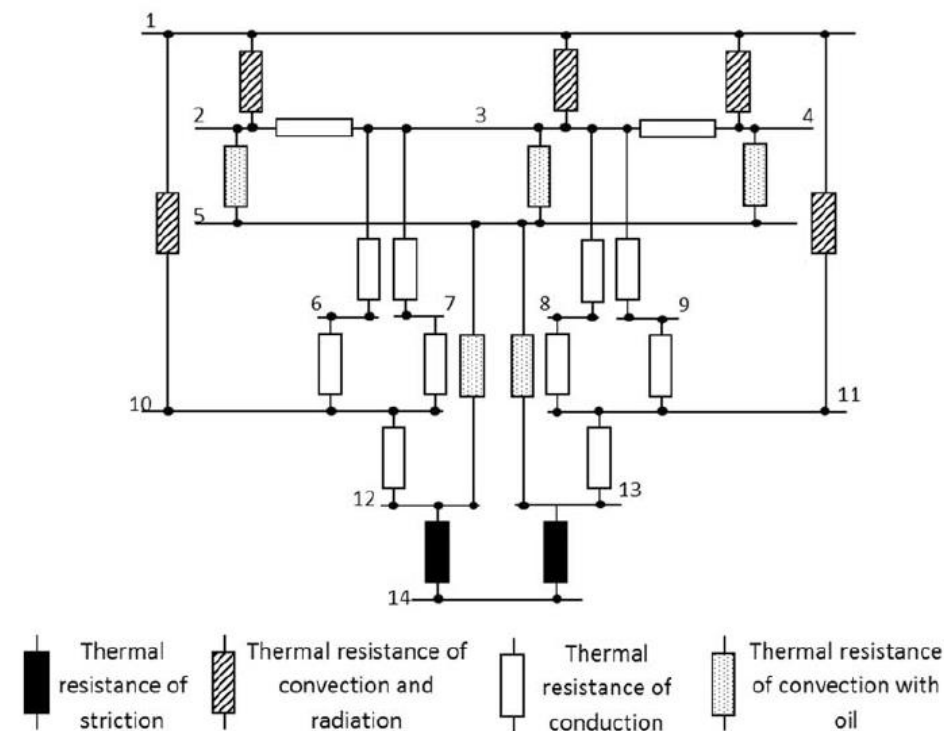 1
2
3
4
5
6
7
8
9
10
11
12
13
14
Thermal
resistance of
striction
Thermal resistance of
convection and
radiation
Thermal
resistance of
conduction
Thermal resistance
of convection with
oil